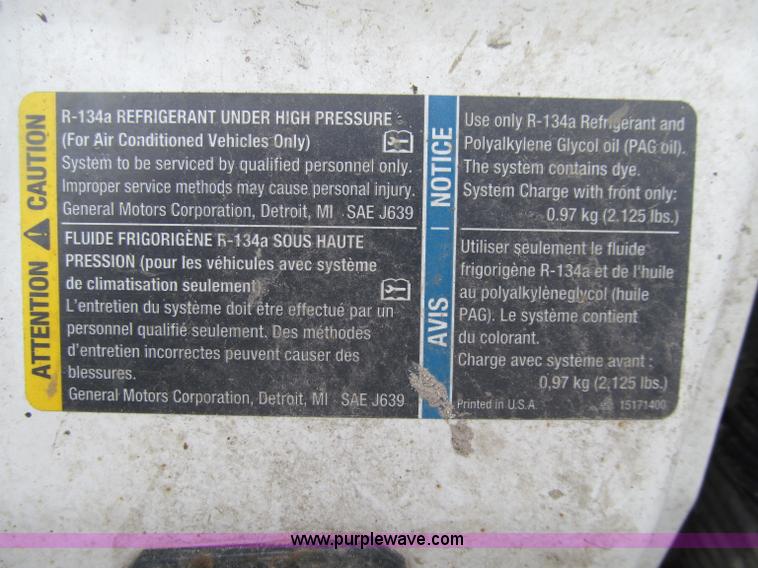 CAUTION
ATTENTION
R-134a REFRIGERANT UNDER HIGH PRESSURE
(For Air Conditioned Vehicles Only)
System to be serviced by qualified personnel only.
Improper service methods may cause personal injury.
General Motors Corporation, Detroit, MI SAE J639
FLUIDE FRIGORIGÈNE R-134a SOUS HAUTE
PRESSION (pour les véhicules avec système
de climatisation seulement)
L'entretien du système doit être effectué par un
personnel qualifié seulement. Des méthodes
d'entretien incorrectes peuvent causer des
blessures.
General Motors Corporation, Detroit, MI SAE J639
NOTICE
AVIS
Use only R-134a Refrigerant and
Polyalkylene Glycol oil (PAG oil).
The system contains dye.
System Charge with front only:
0.97 kg (2.125 lbs.)
Utiliser seulement le fluide
frigorigène R-134a et de l'huile
au polyalkylèneglycol (huile
PAG). Le système contient
du colorant.
Charge avec système avant :
0,97 kg (2,125 lbs.)
Printed in U.S.A. 15171400
www.purplewave.com